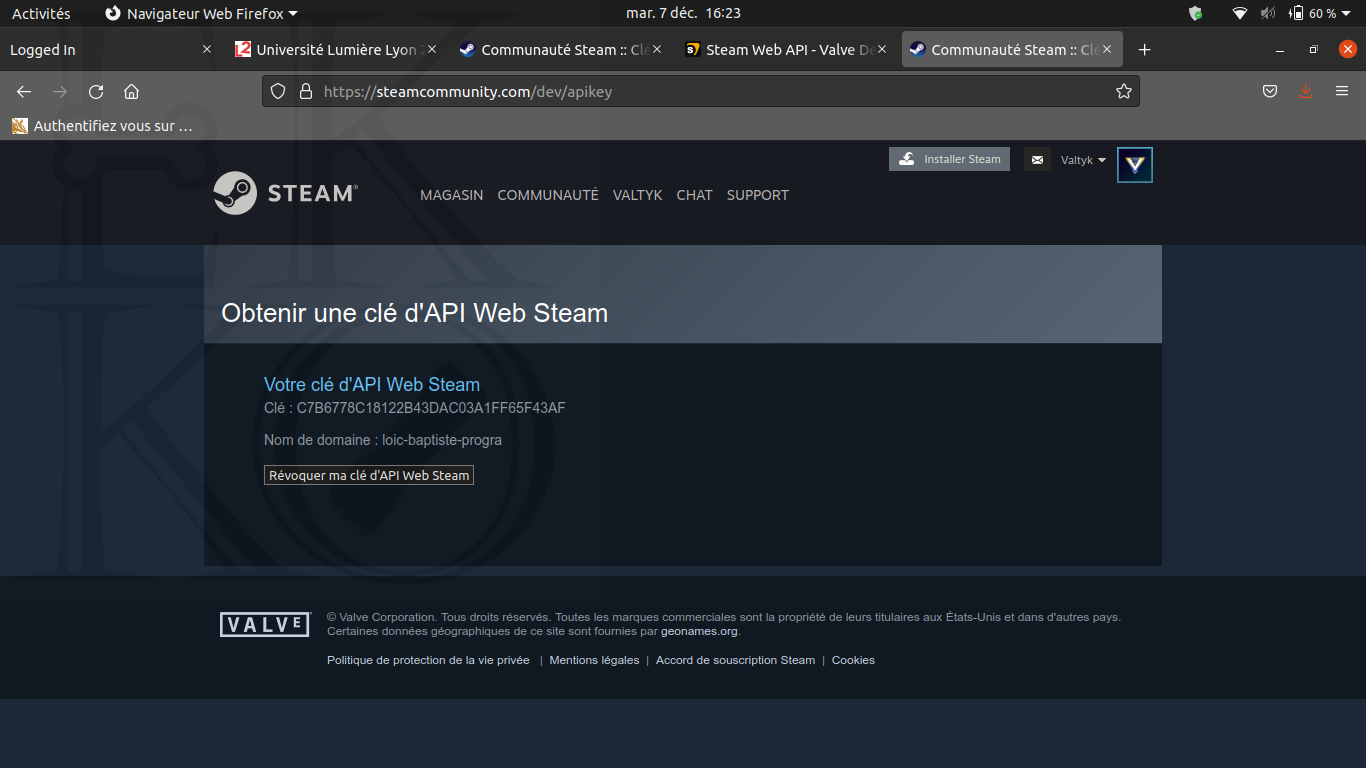 Activités Navigateur Web Firefox mar. 7 déc. 16:23 60 %
Logged In Université Lumière Lyon 2 Communauté Steam :: Clé Steam Web API - Valve De Communauté Steam :: Clé
https://steamcommunity.com/dev/apikey
Authentifiez vous sur …
Installer Steam Valtyk
STEAM® MAGASIN COMMUNAUTÉ VALTYK CHAT SUPPORT
Obtenir une clé d'API Web Steam
Votre clé d'API Web Steam
Clé : C7B6778C18122B43DAC03A1FF65F43AF
Nom de domaine : loic-baptiste-progra
Révoquer ma clé d'API Web Steam
VALVE © Valve Corporation. Tous droits réservés. Toutes les marques commerciales sont la propriété de leurs titulaires aux États-Unis et dans d'autres pays.
Certaines données géographiques de ce site sont fournies par geonames.org.
Politique de protection de la vie privée | Mentions légales | Accord de souscription Steam | Cookies